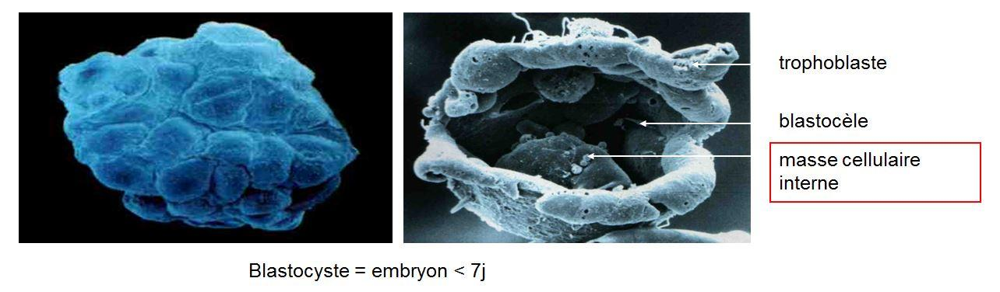 trophoblaste
blastocèle
masse cellulaire
interne
Blastocyste = embryon < 7j